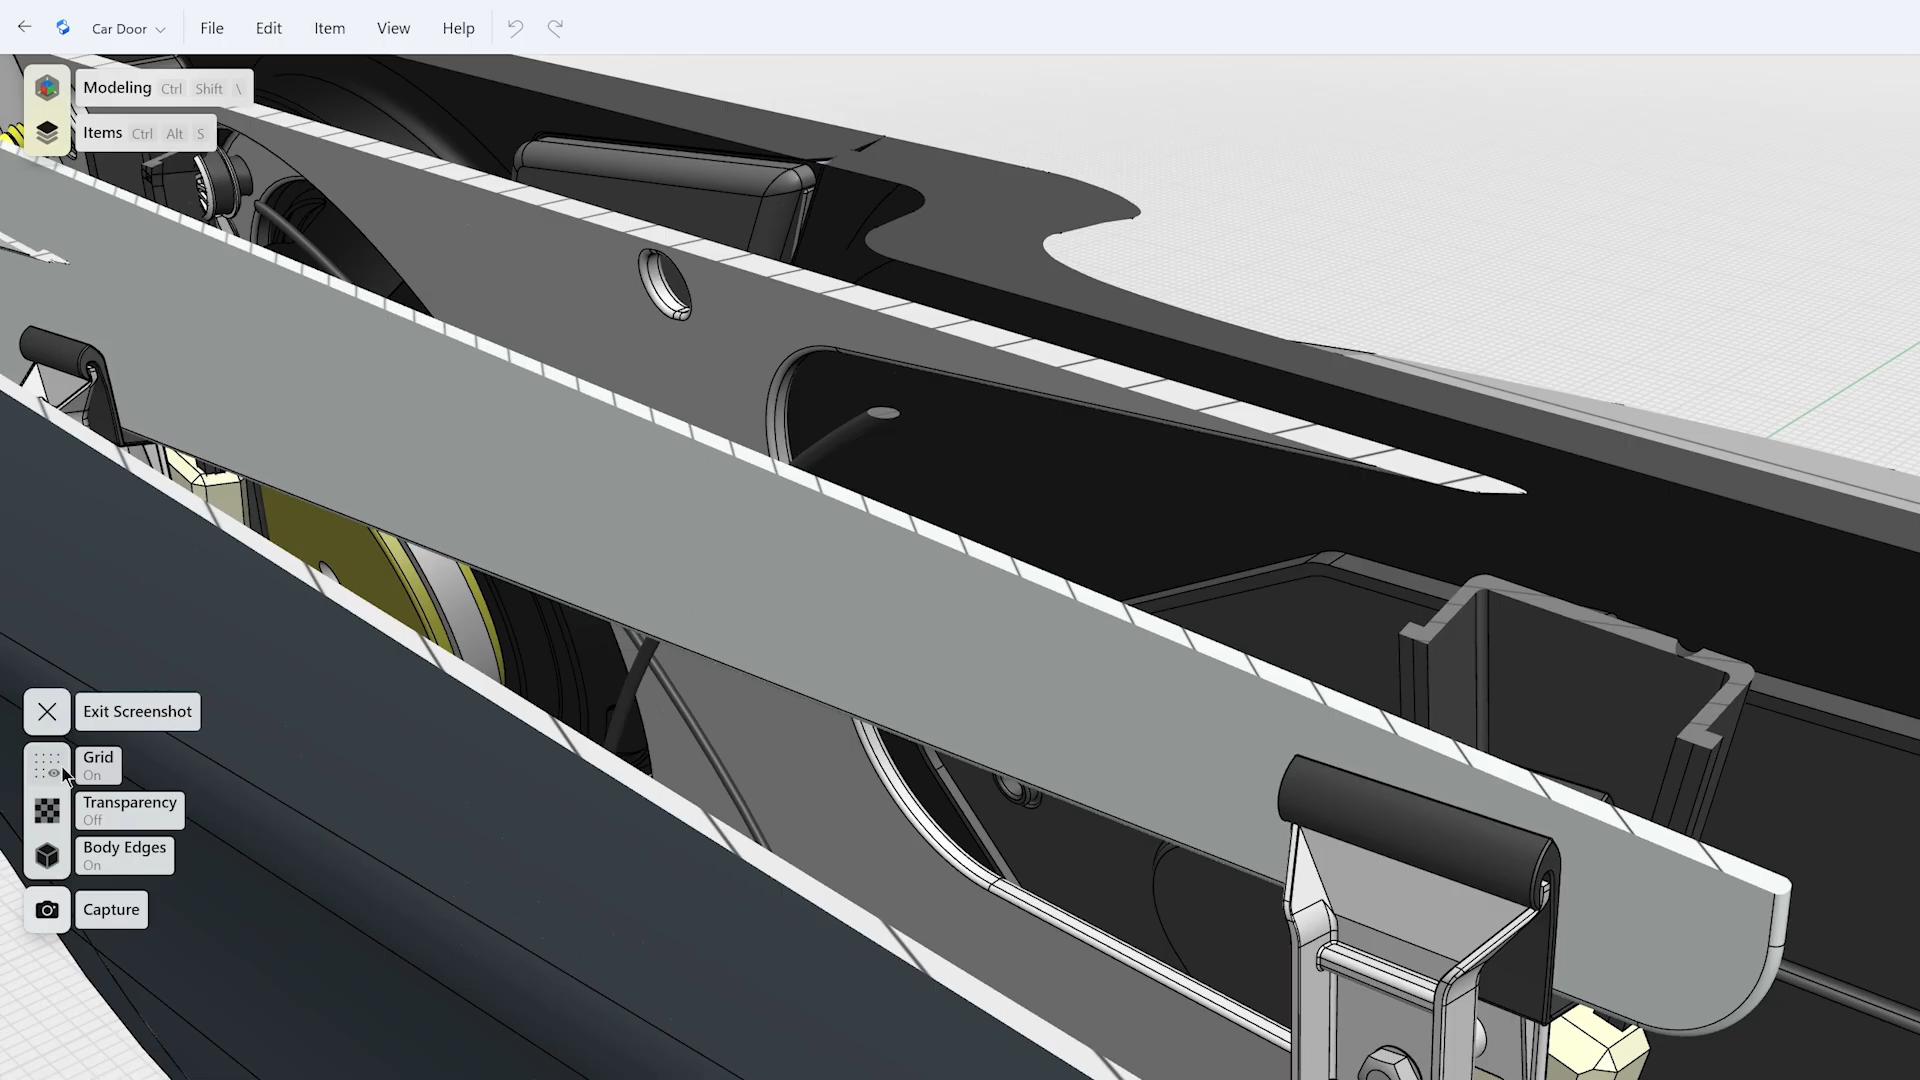 Car Door File Edit Item View Help
Modeling Ctrl Shift \
Items Ctrl Alt S
Exit Screenshot
Grid
On
Transparency
Off
Body Edges
On
Capture